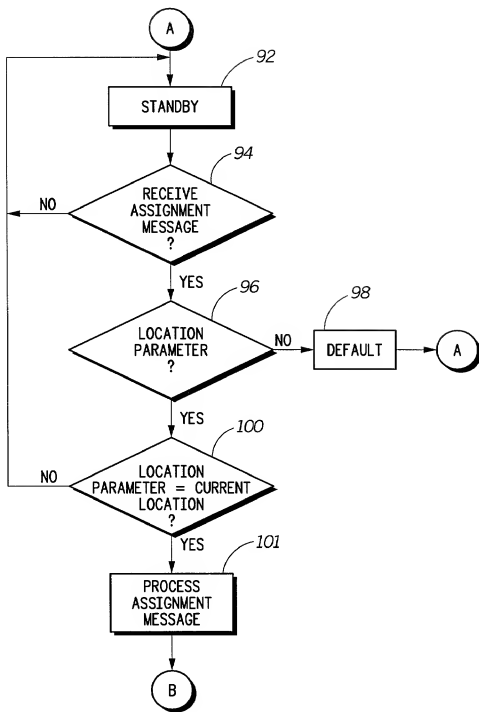 A
92
STANDBY
94
RECEIVE
ASSIGNMENT
MESSAGE
?
NO
YES
96
LOCATION
PARAMETER
?
NO
98
DEFAULT
A
YES
100
LOCATION
PARAMETER = CURRENT
LOCATION
?
NO
YES
101
PROCESS
ASSIGNMENT
MESSAGE
B